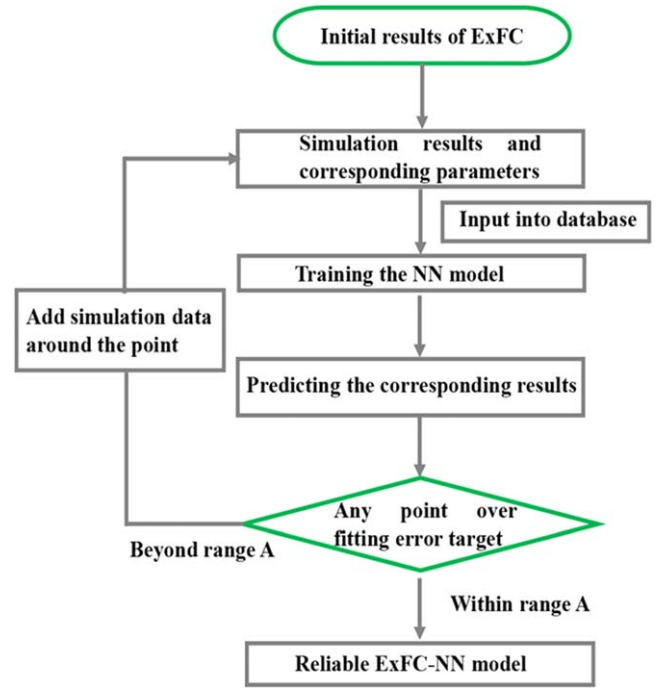 Initial results of ExFC
Simulation results and
corresponding parameters
Input into database
Training the NN model
Add simulation data
around the point
Predicting the corresponding results
Any point over
fitting error target
Beyond range A
Within range A
Reliable ExFC-NN model